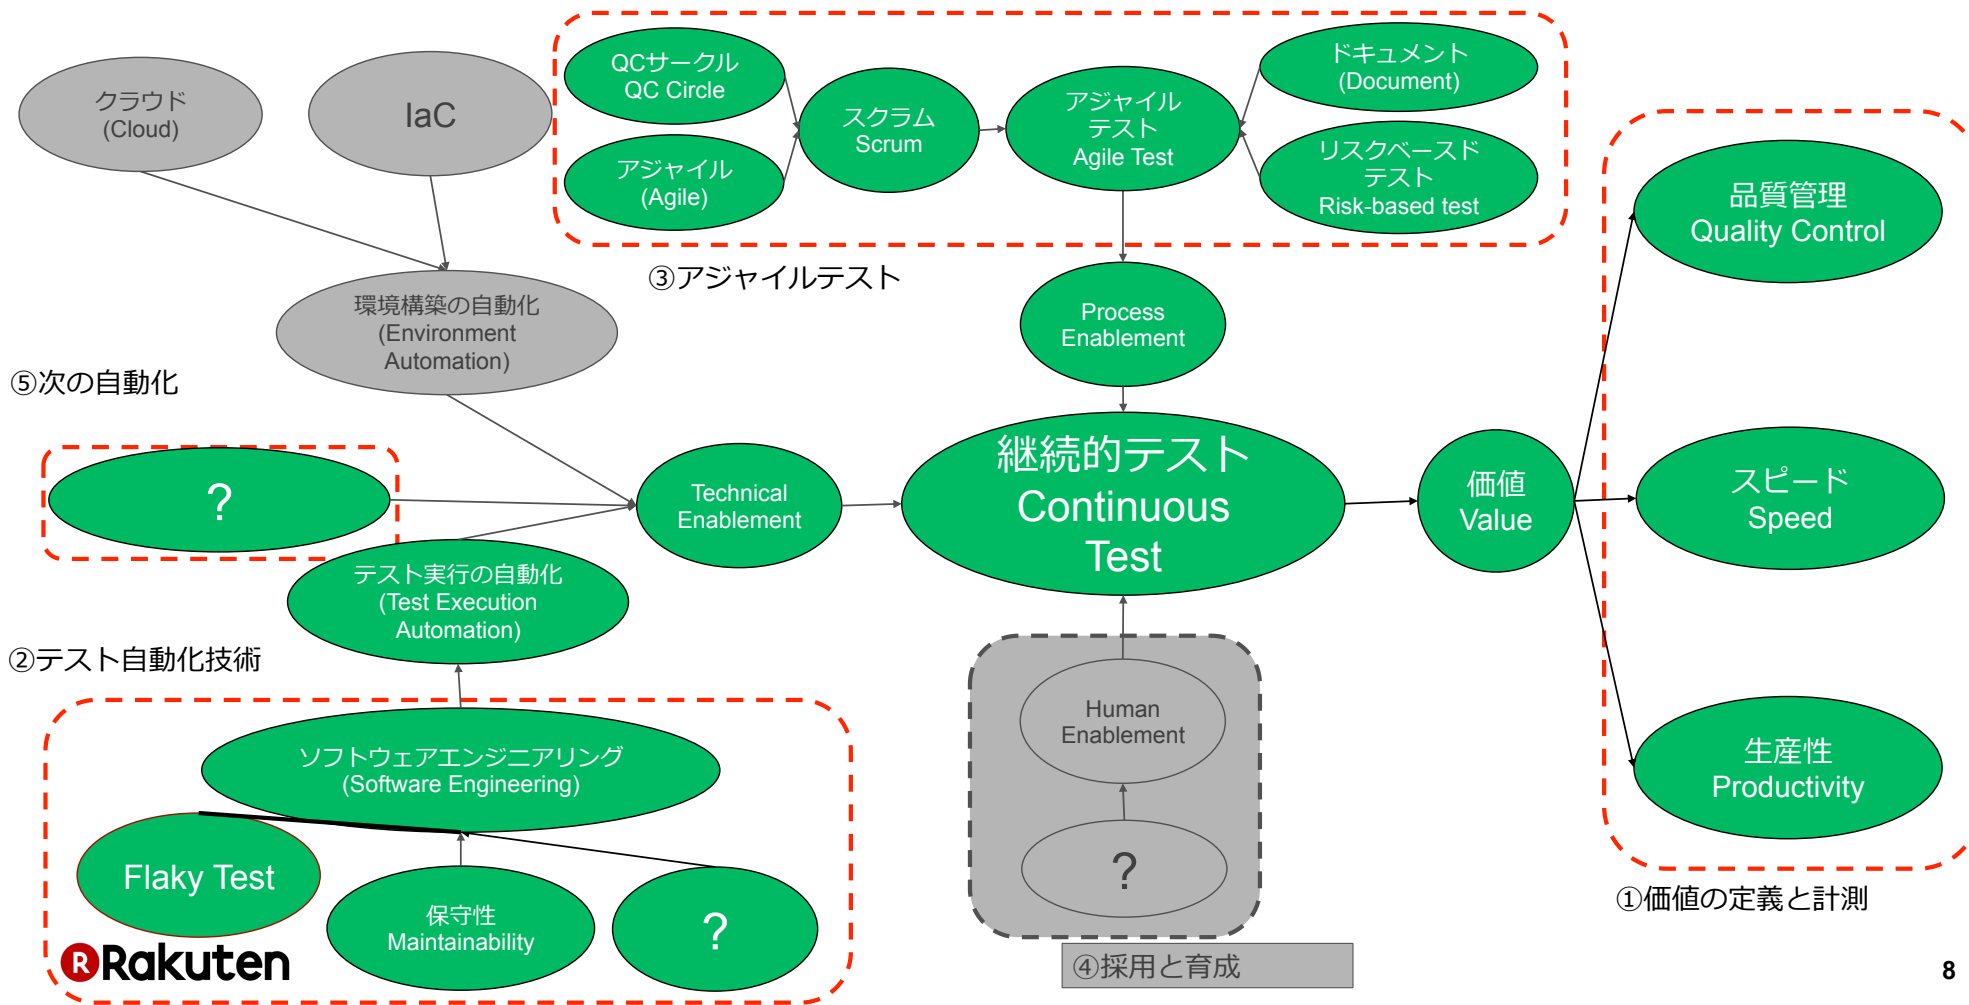 クラウド
(Cloud)
IaC
QCサークル
QC Circle
アジャイル
(Agile)
スクラム
Scrum
アジャイル
テスト
Agile Test
ドキュメント
(Document)
リスクベースド
テスト
Risk-based test
③アジャイルテスト
環境構築の自動化
(Environment
Automation)
Process
Enablement
品質管理
Quality Control
⑤次の自動化
?
Technical
Enablement
継続的テスト
Continuous
Test
価値
Value
スピード
Speed
テスト実行の自動化
(Test Execution
Automation)
②テスト自動化技術
ソフトウェアエンジニアリング
(Software Engineering)
Flaky Test
保守性
Maintainability
?
Human
Enablement
?
④採用と育成
生産性
Productivity
①価値の定義と計測
R Rakuten
8